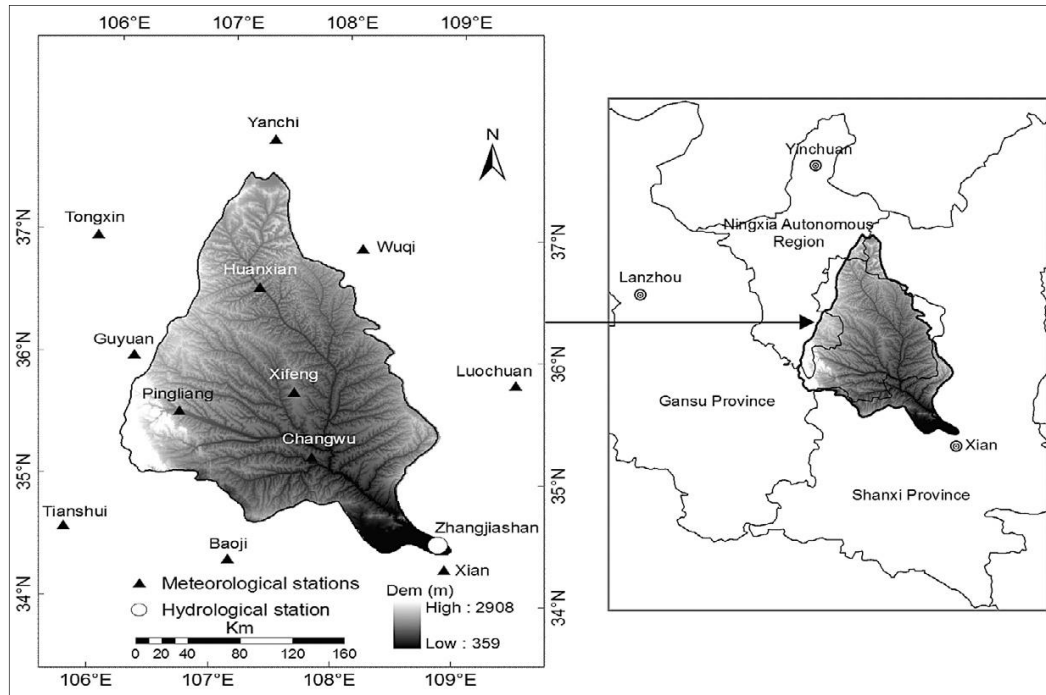 106°E 107°E 108°E 109°E
Yanchi
N
Tongxin
Wuqi
Huanxian
Guyuan
Xifeng
Luochuan
Pingliang
Changwu
Tianshui
Zhangjiashan
Baoji
Xian
37°N
36°N
35°N
34°N
37°N
36°N
35°N
34°N
Meteorological stations
Hydrological station
Km
0 20 40 80 120 160
Dem (m)
High : 2908
Low : 359
106°E 107°E 108°E 109°E
Yinchuan
Ningxia Autonomous
Region
Lanzhou
Gansu Province
Xian
Shanxi Province